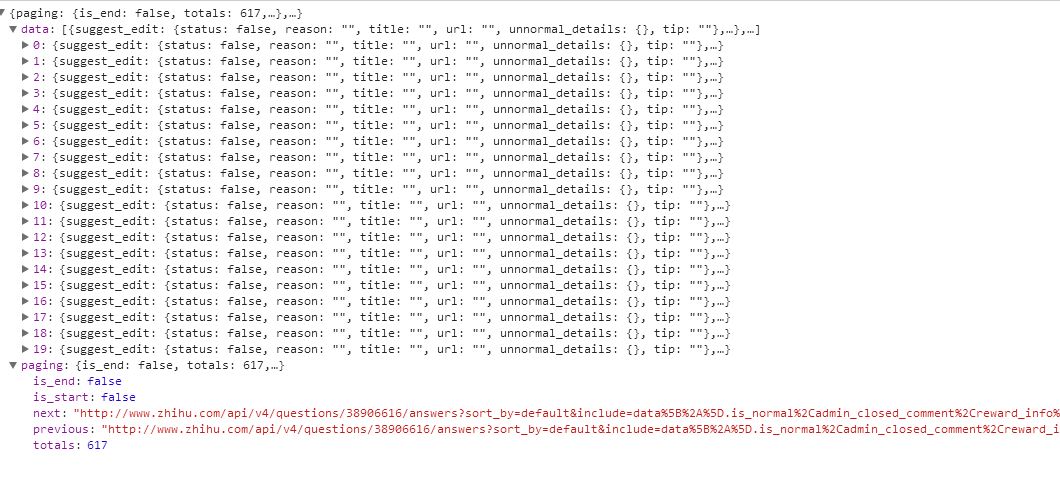 {paging: {is_end: false, totals: 617,…},…}
data: [{suggest_edit: {status: false, reason: "", title: "", url: "", unnormal_details: {}, tip: ""},…},…]
0: {suggest_edit: {status: false, reason: "", title: "", url: "", unnormal_details: {}, tip: ""},…}
1: {suggest_edit: {status: false, reason: "", title: "", url: "", unnormal_details: {}, tip: ""},…}
2: {suggest_edit: {status: false, reason: "", title: "", url: "", unnormal_details: {}, tip: ""},…}
3: {suggest_edit: {status: false, reason: "", title: "", url: "", unnormal_details: {}, tip: ""},…}
4: {suggest_edit: {status: false, reason: "", title: "", url: "", unnormal_details: {}, tip: ""},…}
5: {suggest_edit: {status: false, reason: "", title: "", url: "", unnormal_details: {}, tip: ""},…}
6: {suggest_edit: {status: false, reason: "", title: "", url: "", unnormal_details: {}, tip: ""},…}
7: {suggest_edit: {status: false, reason: "", title: "", url: "", unnormal_details: {}, tip: ""},…}
8: {suggest_edit: {status: false, reason: "", title: "", url: "", unnormal_details: {}, tip: ""},…}
9: {suggest_edit: {status: false, reason: "", title: "", url: "", unnormal_details: {}, tip: ""},…}
10: {suggest_edit: {status: false, reason: "", title: "", url: "", unnormal_details: {}, tip: ""},…}
11: {suggest_edit: {status: false, reason: "", title: "", url: "", unnormal_details: {}, tip: ""},…}
12: {suggest_edit: {status: false, reason: "", title: "", url: "", unnormal_details: {}, tip: ""},…}
13: {suggest_edit: {status: false, reason: "", title: "", url: "", unnormal_details: {}, tip: ""},…}
14: {suggest_edit: {status: false, reason: "", title: "", url: "", unnormal_details: {}, tip: ""},…}
15: {suggest_edit: {status: false, reason: "", title: "", url: "", unnormal_details: {}, tip: ""},…}
16: {suggest_edit: {status: false, reason: "", title: "", url: "", unnormal_details: {}, tip: ""},…}
17: {suggest_edit: {status: false, reason: "", title: "", url: "", unnormal_details: {}, tip: ""},…}
18: {suggest_edit: {status: false, reason: "", title: "", url: "", unnormal_details: {}, tip: ""},…}
19: {suggest_edit: {status: false, reason: "", title: "", url: "", unnormal_details: {}, tip: ""},…}
paging: {is_end: false, totals: 617,…}
is_end: false
is_start: false
next: "http://www.zhihu.com/api/v4/questions/38906616/answers?sort_by=default&include=data%5B%2A%5D.is_normal%2Cadmin_closed_comment%2Creward_info%
previous: "http://www.zhihu.com/api/v4/questions/38906616/answers?sort_by=default&include=data%5B%2A%5D.is_normal%2Cadmin_closed_comment%2Creward_i
totals: 617